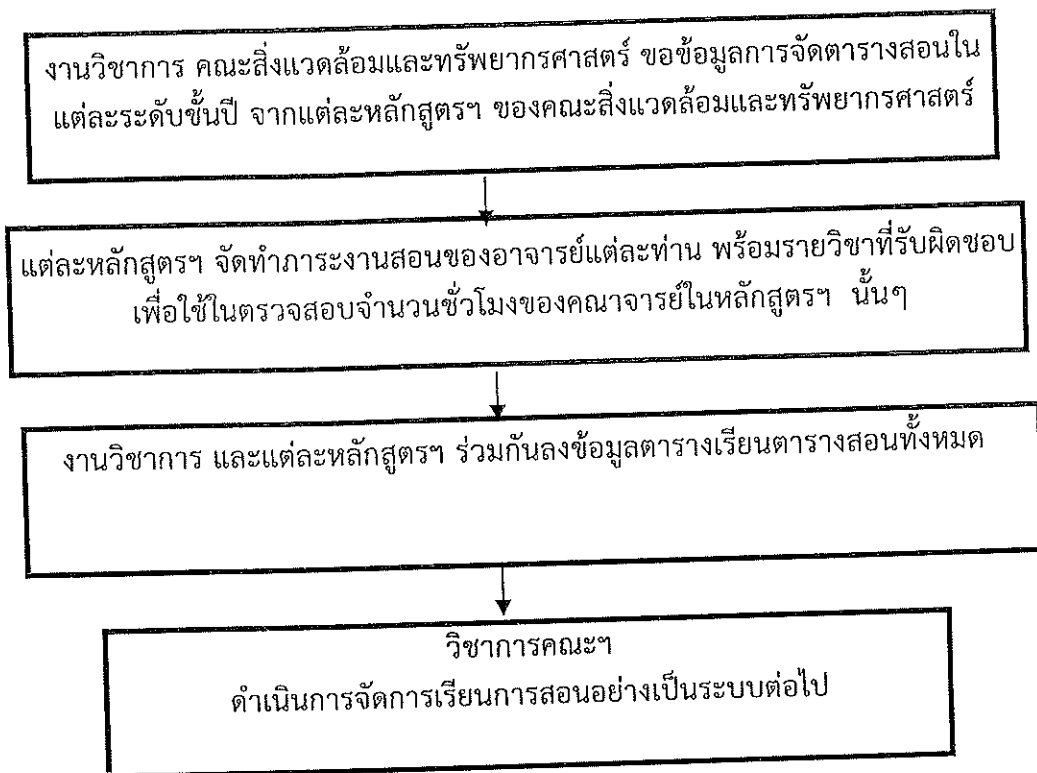 งานวิชาการ คณะสิ่งแวดล้อมและทรัพยากรศาสตร์ ขอข้อมูลการจัดตารางสอนใน
แต่ละระดับชั้นปี จากแต่ละหลักสูตรฯ ของคณะสิ่งแวดล้อมและทรัพยากรศาสตร์
แต่ละหลักสูตรฯ จัดทำภาระงานสอนของอาจารย์แต่ละท่าน พร้อมรายวิชาที่รับผิดชอบ
เพื่อใช้ในตรวจสอบจำนวนชั่วโมงของคณาจารย์ในหลักสูตรฯ นั้นๆ
งานวิชาการ และแต่ละหลักสูตรฯ ร่วมกันลงข้อมูลตารางเรียนตารางสอนทั้งหมด
วิชาการคณะฯ
ดำเนินการจัดการเรียนการสอนอย่างเป็นระบบต่อไป